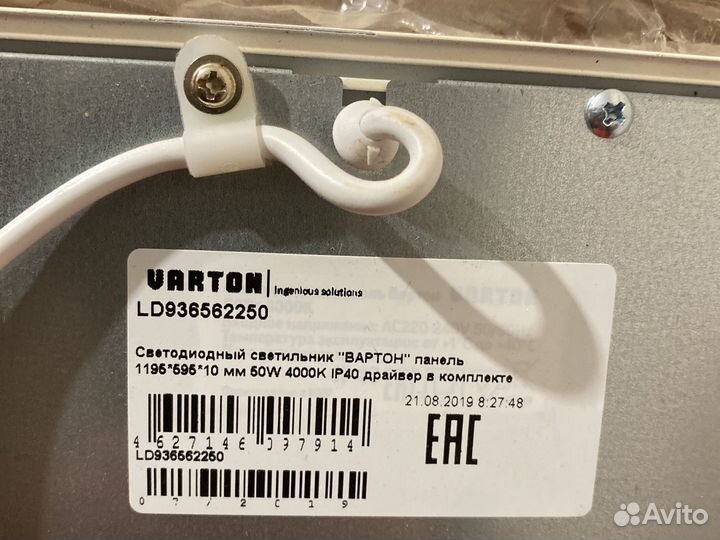 VARTON
Ingenious solutions
LD936562250
Светодиодный светильник "ВАРТОН" панель
1195*595*10 мм 50W 4000K IP40 драйвер в комплекте
21.08.2019 8:27:48
4 627146 097914
EAC
LD936562250
0 7 7 2 0 1 9
Avito